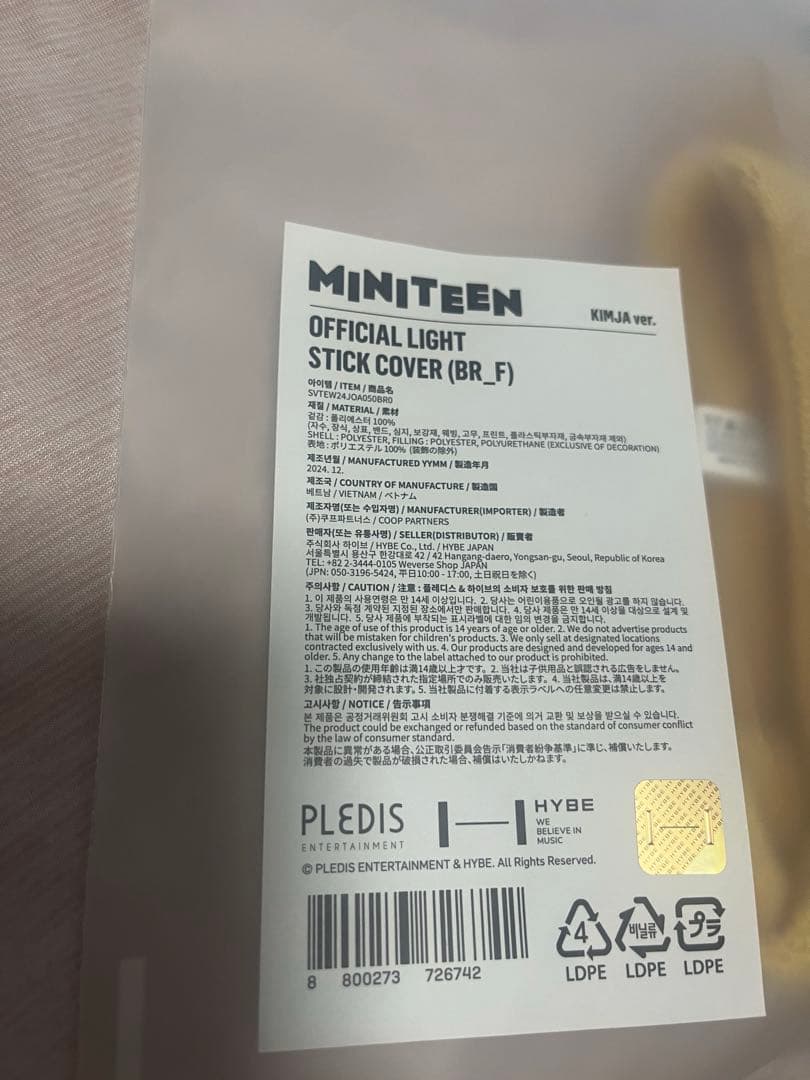 MINITEEN
KIMJA ver.
OFFICIAL LIGHT
STICK COVER (BR_F)
아이템 / ITEM / 商品名
SVTEW24JOA050BR0
재질 / MATERIAL / 素材
겉감 : 폴리에스터 100%
(자수, 장식, 상표, 밴드, 심지, 보강재, 웨빙, 고무, 프린트, 플라스틱부자재, 금속부자재 제외)
SHELL : POLYESTER, FILLING : POLYESTER, POLYURETHANE (EXCLUSIVE OF DECORATION)
表地 : ポリエステル 100% (装飾の除外)
제조년월 / MANUFACTURED YYMM / 製造年月
2024. 12.
제조국 / COUNTRY OF MANUFACTURE / 製造國
베트남 / VIETNAM / ベトナム
제조자명(또는 수입자명) / MANUFACTURER(IMPORTER) / 製造者
(주)쿠프파트너스 / COOP PARTNERS
판매자(또는 유통사명) / SELLER(DISTRIBUTOR) / 販賣者
주식회사 하이브 / HYBE Co., Ltd. / HYBE JAPAN
서울특별시 용산구 한강대로 42 / 42 Hangang-daero, Yongsan-gu, Seoul, Republic of Korea
TEL: +82 2-3444-0105 Weverse Shop JAPAN
(JPN: 050-3196-5424, 平日10:00 - 17:00, 土日祝日を除く)
주의사항 / CAUTION / 注意 : 플레디스 & 하이브의 소비자 보호를 위한 판매 방침
1. 이 제품의 사용연령은 만 14세 이상입니다. 2. 당사는 어린이용품으로 오인될 광고를 하지 않습니다.
3. 당사와 독점 계약된 지정된 장소에서만 판매합니다. 4. 당사 제품은 만 14세 이상을 대상으로 설계 및
개발됩니다. 5. 당사 제품에 부착되는 표시라벨에 대한 임의 변경을 금지합니다.
1. The age of use of this product is 14 years of age or older. 2. We do not advertise products
that will be mistaken for children's products. 3. We only sell at designated locations
contracted exclusively with us. 4. Our products are designed and developed for ages 14 and
older. 5. Any change to the label attached to our product is prohibited.
1. この製品の使用年齢は満14歳以上才です。2. 当社は子供用品と誤認される広告をしません。
3. 社独占契約が締結された指定場所でのみ販売いたします。4. 当社製品は、満14歳以上を
対象に設計・開発されます。5. 当社製品に付着する表示ラベルへの任意変更は禁止します。
고시사항 / NOTICE / 告示事項
본 제품은 공정거래위원회 고시 소비자 분쟁해결 기준에 의거 교환 및 보상을 받으실 수 있습니다.
The product could be exchanged or refunded based on the standard of consumer conflict
by the law of consumer standard.
本製品に異常がある場合、公正取引委員会告示「消費者紛争基準」に準じ、補償いたします。
消費者の過失で製品が破損された場合、補償はいたしかねます。
PLEDIS
ENTERTAINMENT
HYBE
WE
BELIEVE IN
MUSIC
© PLEDIS ENTERTAINMENT & HYBE. All Rights Reserved.
8 800273 726742
4
LDPE
비닐류
LDPE
プラ
LDPE